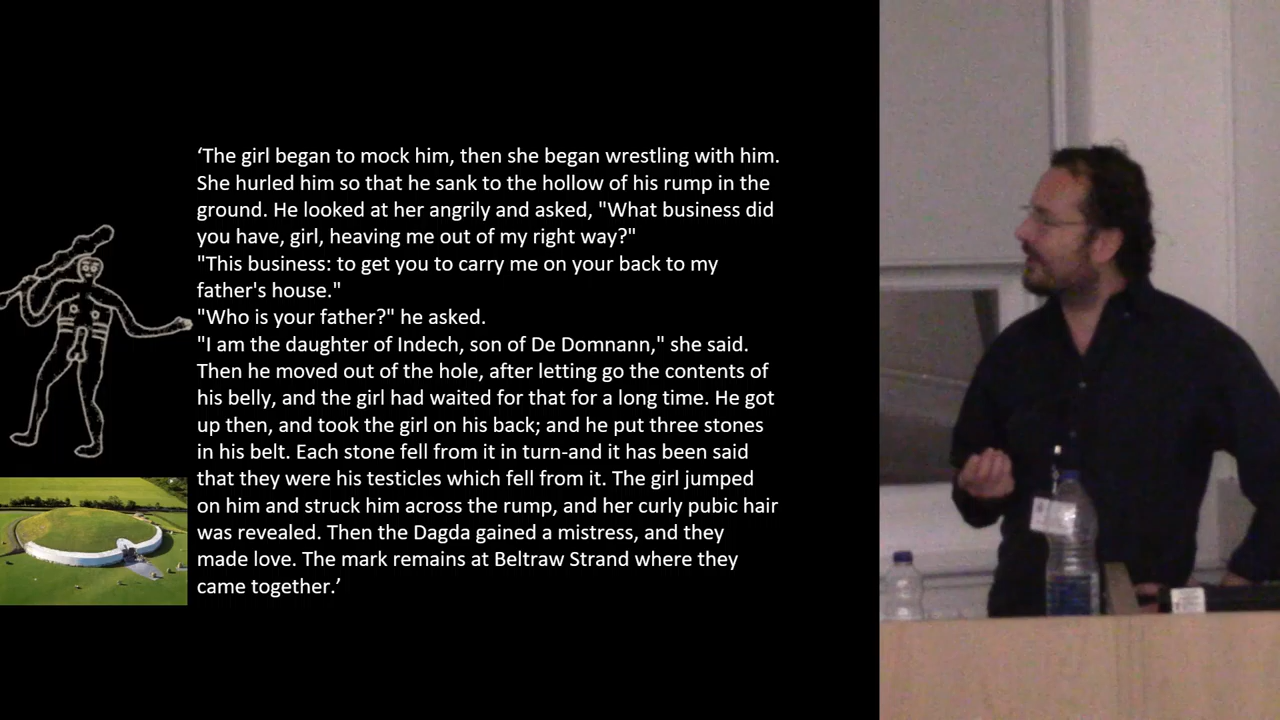 ‘The girl began to mock him, then she began wrestling with him.
She hurled him so that he sank to the hollow of his rump in the
ground. He looked at her angrily and asked, "What business did
you have, girl, heaving me out of my right way?"
"This business: to get you to carry me on your back to my
father's house."
"Who is your father?" he asked.
"I am the daughter of Indech, son of De Domnann," she said.
Then he moved out of the hole, after letting go the contents of
his belly, and the girl had waited for that for a long time. He got
up then, and took the girl on his back; and he put three stones
in his belt. Each stone fell from it in turn-and it has been said
that they were his testicles which fell from it. The girl jumped
on him and struck him across the rump, and her curly pubic hair
was revealed. Then the Dagda gained a mistress, and they
made love. The mark remains at Beltraw Strand where they
came together.’